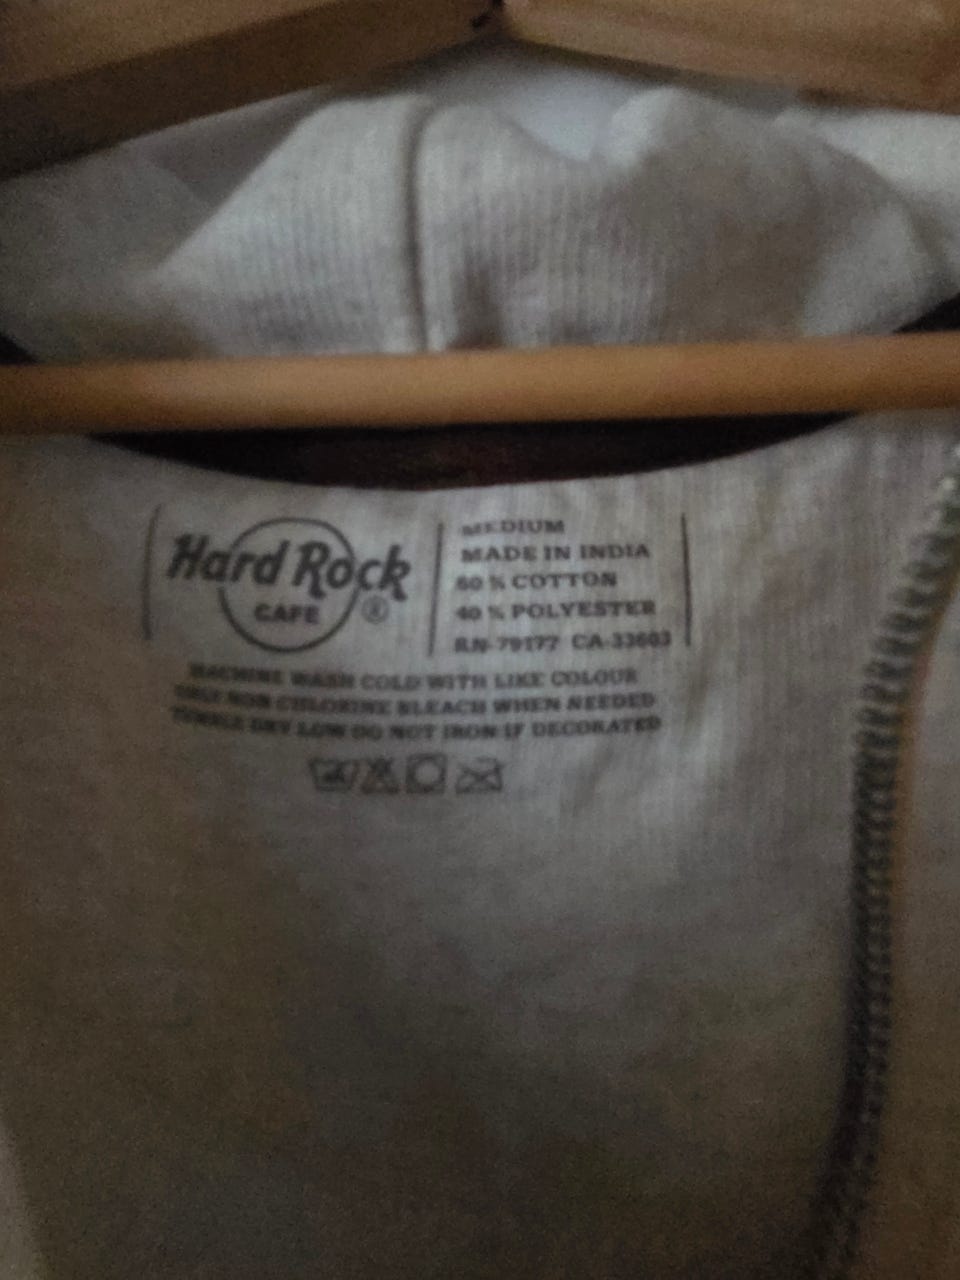 Hard Rock
CAFE
®
MEDIUM
MADE IN INDIA
60 % COTTON
40 % POLYESTER
RN-79177 CA-33603
MACHINE WASH COLD WITH LIKE COLOUR
ONLY NON CHLORINE BLEACH WHEN NEEDED
TUMBLE DRY LOW DO NOT IRON IF DECORATED